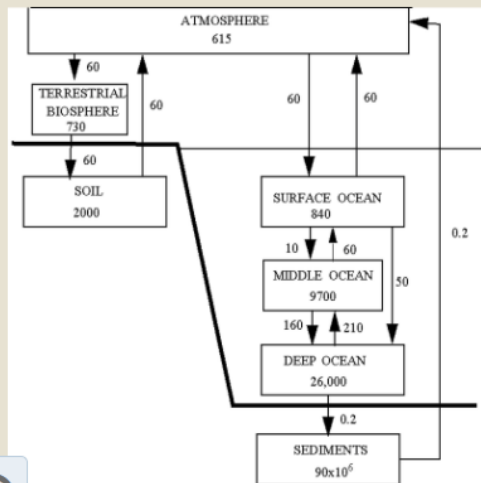 ATMOSPHERE
615
60
60
60
60
TERRESTRIAL
BIOSPHERE
730
60
SOIL
2000
SURFACE OCEAN
840
0.2
10
60
50
MIDDLE OCEAN
9700
160
210
DEEP OCEAN
26,000
0.2
SEDIMENTS
90x10⁶